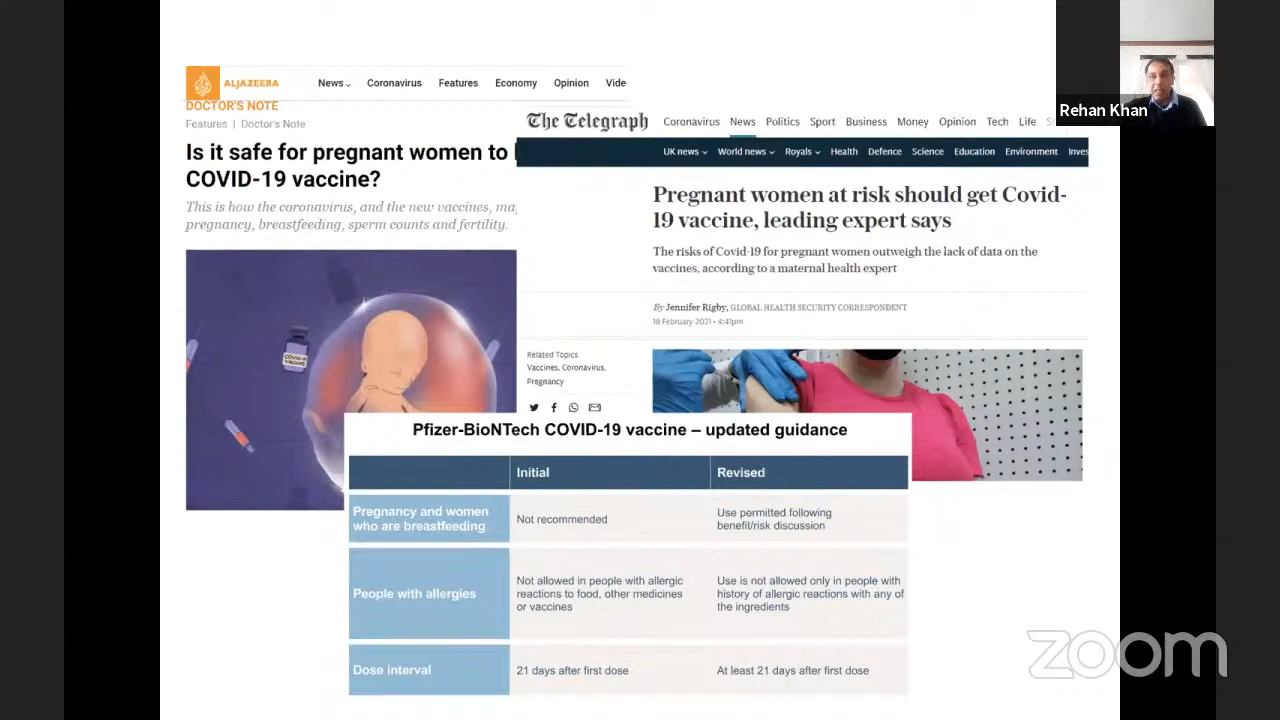 ALJAZEERA
News
Coronavirus
Features
Economy
Opinion
Vide
DOCTOR'S NOTE
Features | Doctor's Note
Is it safe for pregnant women to
COVID-19 vaccine?
This is how the coronavirus, and the new vaccines, may
pregnancy, breastfeeding, sperm counts and fertility.
COVID-19
VACCINE
The Telegraph
Coronavirus News Politics Sport Business Money Opinion Tech Life
UK news World news Royals Health Defence Science Education Environment Inves
Pregnant women at risk should get Covid-
19 vaccine, leading expert says
The risks of Covid-19 for pregnant women outweigh the lack of data on the
vaccines, according to a maternal health expert
By Jennifer Rigby, GLOBAL HEALTH SECURITY CORRESPONDENT
18 February 2021 • 4:41pm
Related Topics
Vaccines, Coronavirus,
Pregnancy
Pfizer-BioNTech COVID-19 vaccine – updated guidance
Initial
Revised
Pregnancy and women
who are breastfeeding
Not recommended
Use permitted following
benefit/risk discussion
People with allergies
Not allowed in people with allergic
reactions to food, other medicines
or vaccines
Use is not allowed only in people with
history of allergic reactions with any of
the ingredients
Dose interval
21 days after first dose
At least 21 days after first dose
Rehan Khan
zoom